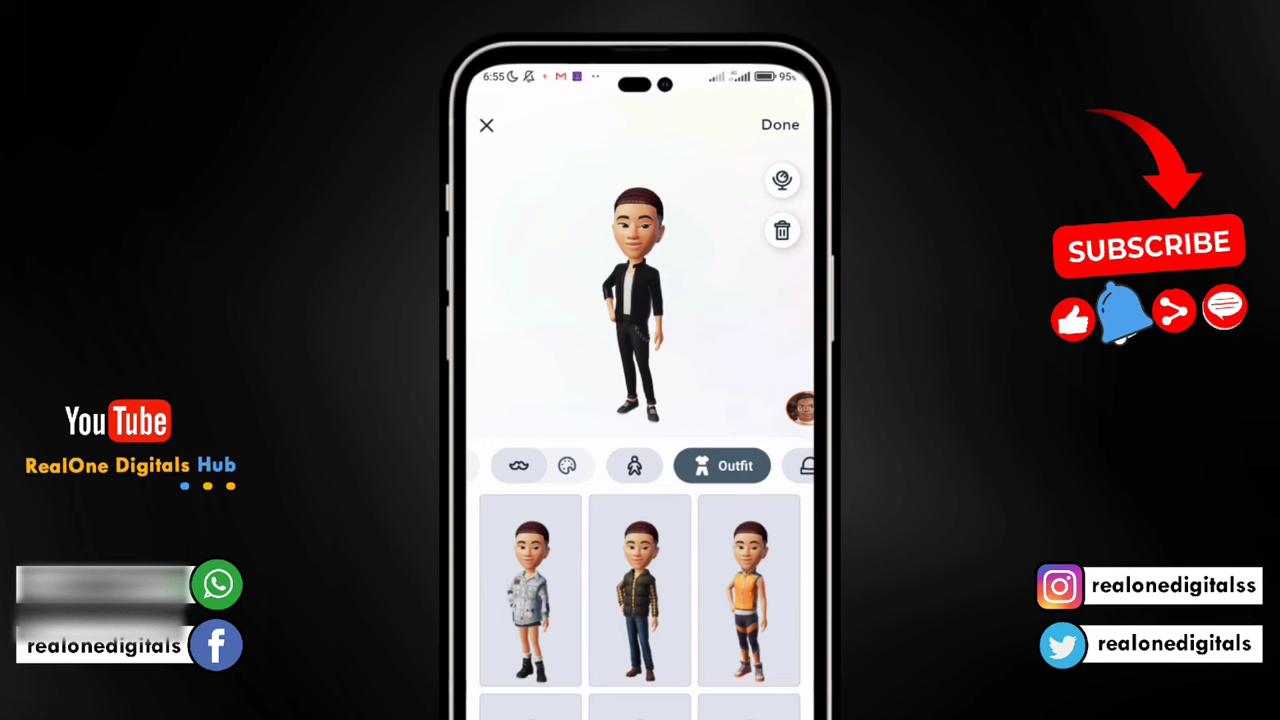 6:55
95%
Done
SUBSCRIBE
YouTube
RealOne Digitals Hub
Outfit
realonedigitalss
realonedigitals
realonedigitals